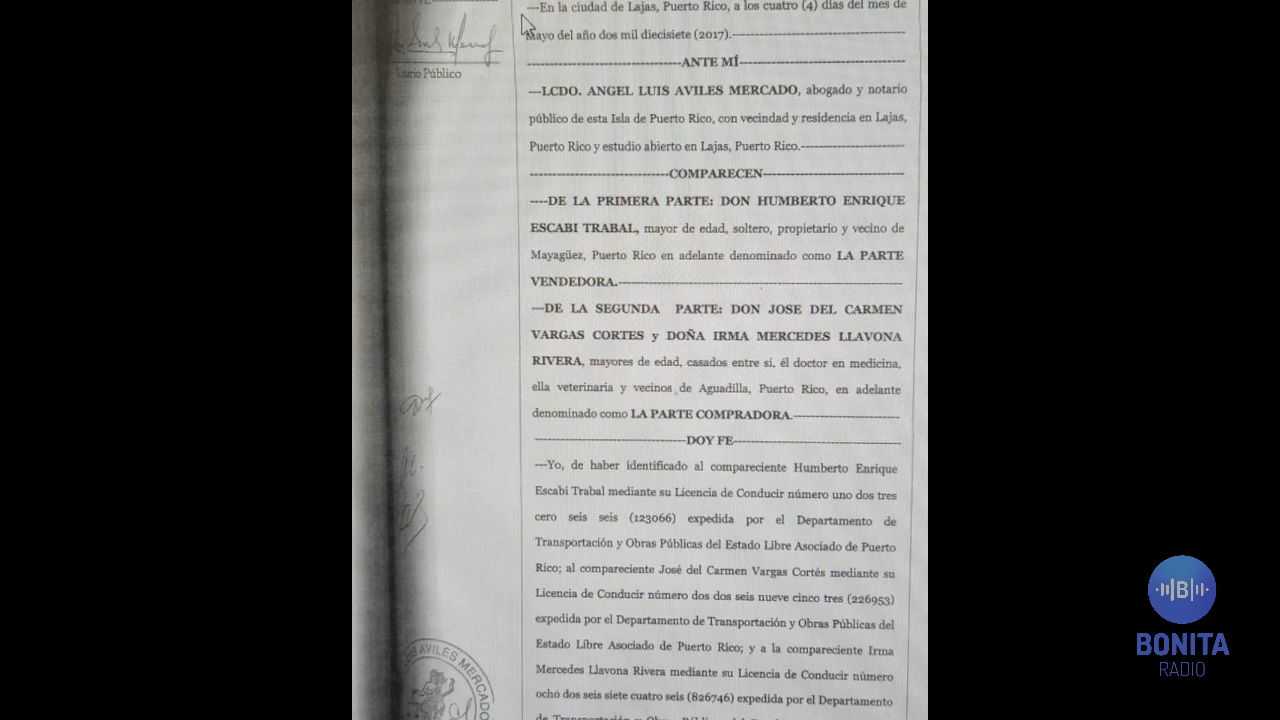 ---En la ciudad de Lajas, Puerto Rico, a los cuatro (4) días del mes de
Mayo del año dos mil diecisiete (2017).---
---ANTE MÍ---
---LCDO. ANGEL LUIS AVILES MERCADO, abogado y notario
público de esta Isla de Puerto Rico, con vecindad y residencia en Lajas,
Puerto Rico y estudio abierto en Lajas, Puerto Rico.---
---COMPARECEN---
----DE LA PRIMERA PARTE: DON HUMBERTO ENRIQUE
ESCABI TRABAL, mayor de edad, soltero, propietario y vecino de
Mayagüez, Puerto Rico en adelante denominado como LA PARTE
VENDEDORA.---
---DE LA SEGUNDA PARTE: DON JOSE DEL CARMEN
VARGAS CORTES y DOÑA IRMA MERCEDES LLAVONA
RIVERA, mayores de edad, casados entre sí, él doctor en medicina,
ella veterinaria y vecinos de Aguadilla, Puerto Rico, en adelante
denominado como LA PARTE COMPRADORA.---
---DOY FE---
---Yo, de haber identificado al compareciente Humberto Enrique
Escabi Trabal mediante su Licencia de Conducir número uno dos tres
cero seis seis (123066) expedida por el Departamento de
Transportación y Obras Públicas del Estado Libre Asociado de Puerto
Rico; al compareciente José del Carmen Vargas Cortés mediante su
Licencia de Conducir número dos dos seis nueve cinco tres (226953)
expedida por el Departamento de Transportación y Obras Públicas del
Estado Libre Asociado de Puerto Rico; y a la compareciente Irma
Mercedes Llavona Rivera mediante su Licencia de Conducir número
ocho dos seis siete cuatro seis (826746) expedida por el Departamento
Público
AVILES MERCADO
B
BONITA
RADIO